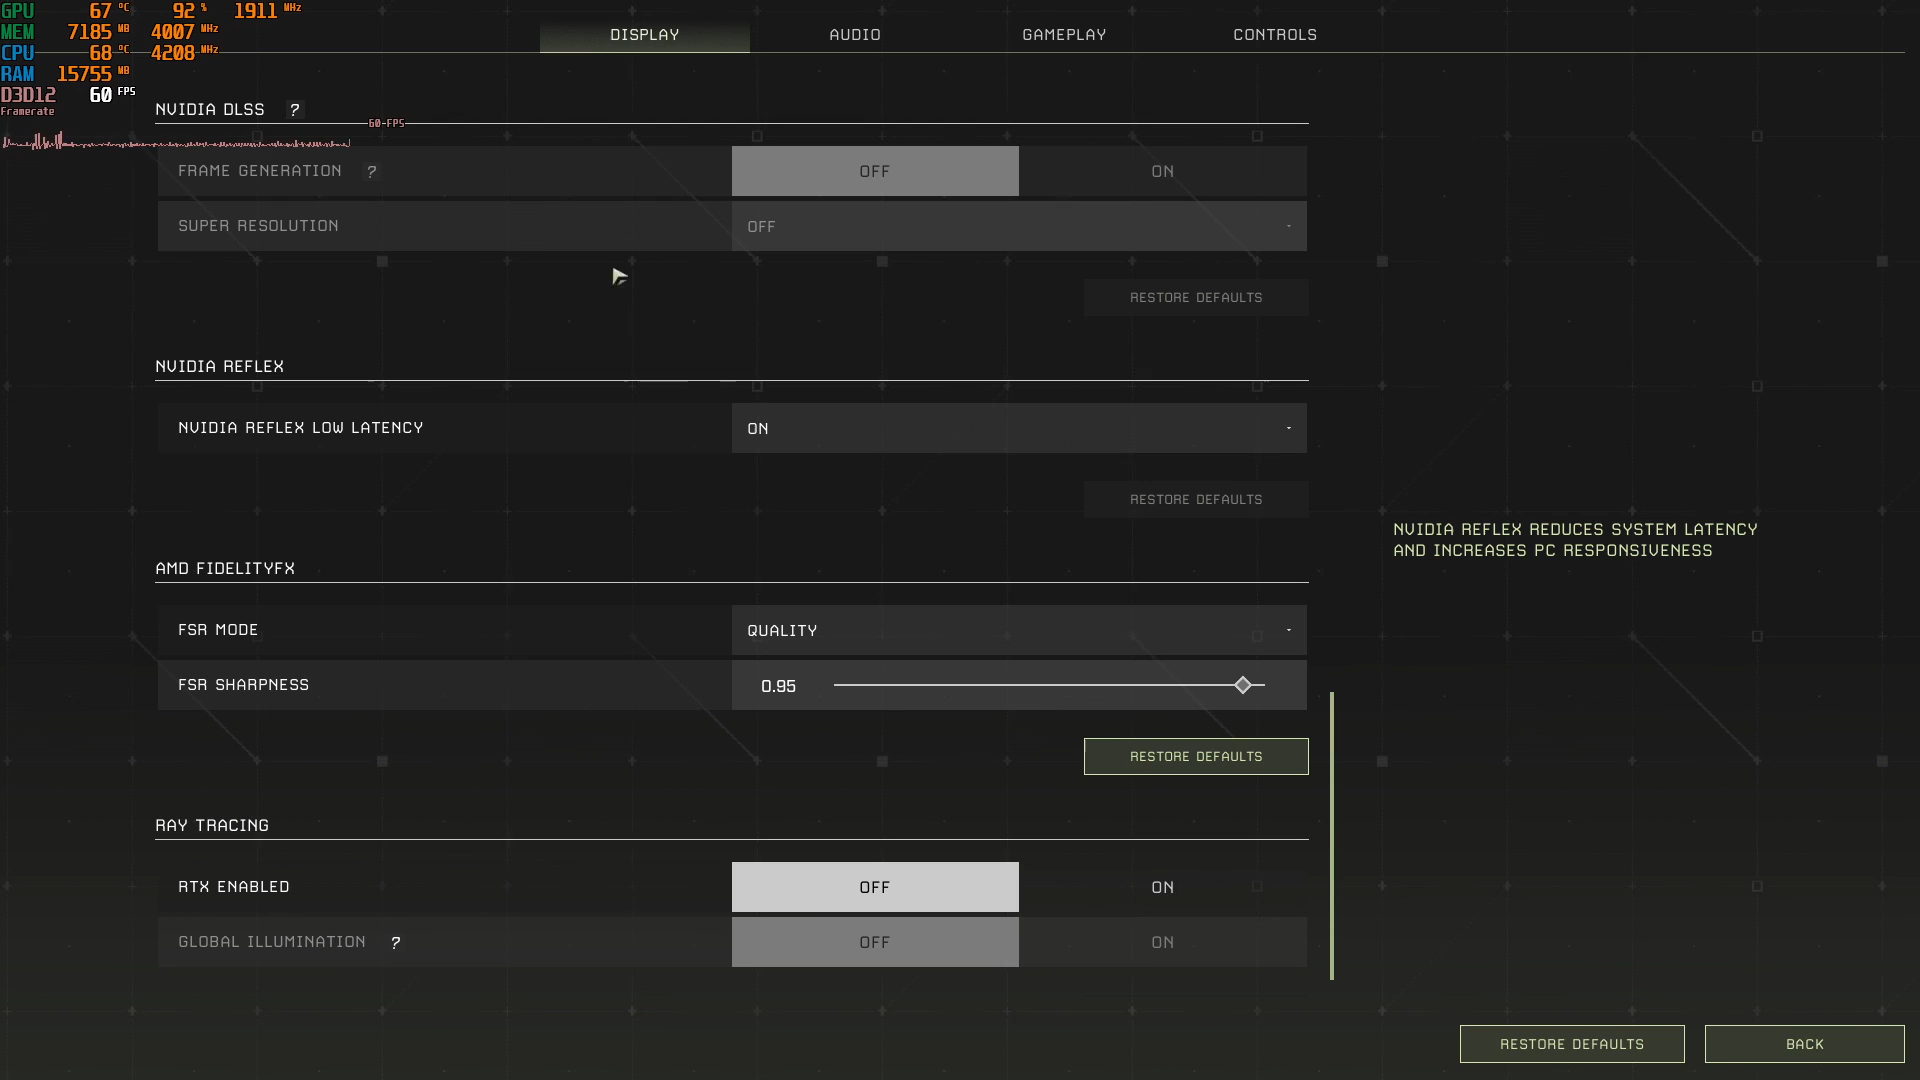 GPU 67 °C 92 % 1911 MHz
MEM 7185 MB 4007 MHz
CPU 68 °C 4208 MHz
RAM 15755 MB
D3D12 60 FPS
Framerate
60 FPS
DISPLAY
AUDIO
GAMEPLAY
CONTROLS
NVIDIA DLSS ?
FRAME GENERATION ? OFF ON
SUPER RESOLUTION OFF
RESTORE DEFAULTS
NVIDIA REFLEX
NVIDIA REFLEX LOW LATENCY ON
RESTORE DEFAULTS
NVIDIA REFLEX REDUCES SYSTEM LATENCY
AND INCREASES PC RESPONSIVENESS
AMD FIDELITYFX
FSR MODE QUALITY
FSR SHARPNESS 0.95
RESTORE DEFAULTS
RAY TRACING
RTX ENABLED OFF ON
GLOBAL ILLUMINATION ? OFF ON
RESTORE DEFAULTS
BACK